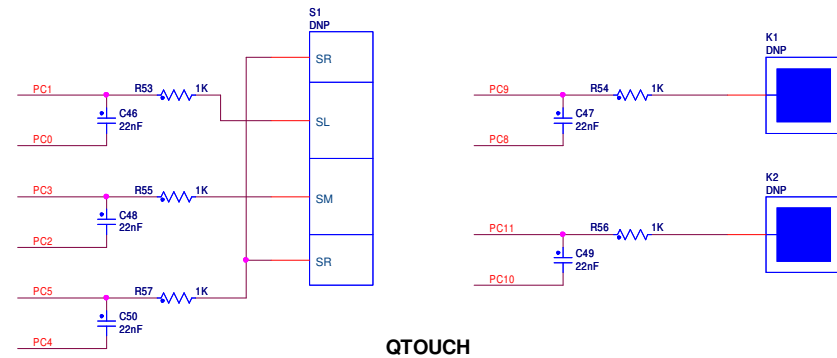 S1
DNP
SR
SL
SM
SR
PC1
R53
1K
C46
22nF
PC0
PC3
R55
1K
C48
22nF
PC2
PC5
R57
1K
C50
22nF
PC4
K1
DNP
PC9
R54
1K
C47
22nF
PC8
K2
DNP
PC11
R56
1K
C49
22nF
PC10
QTOUCH